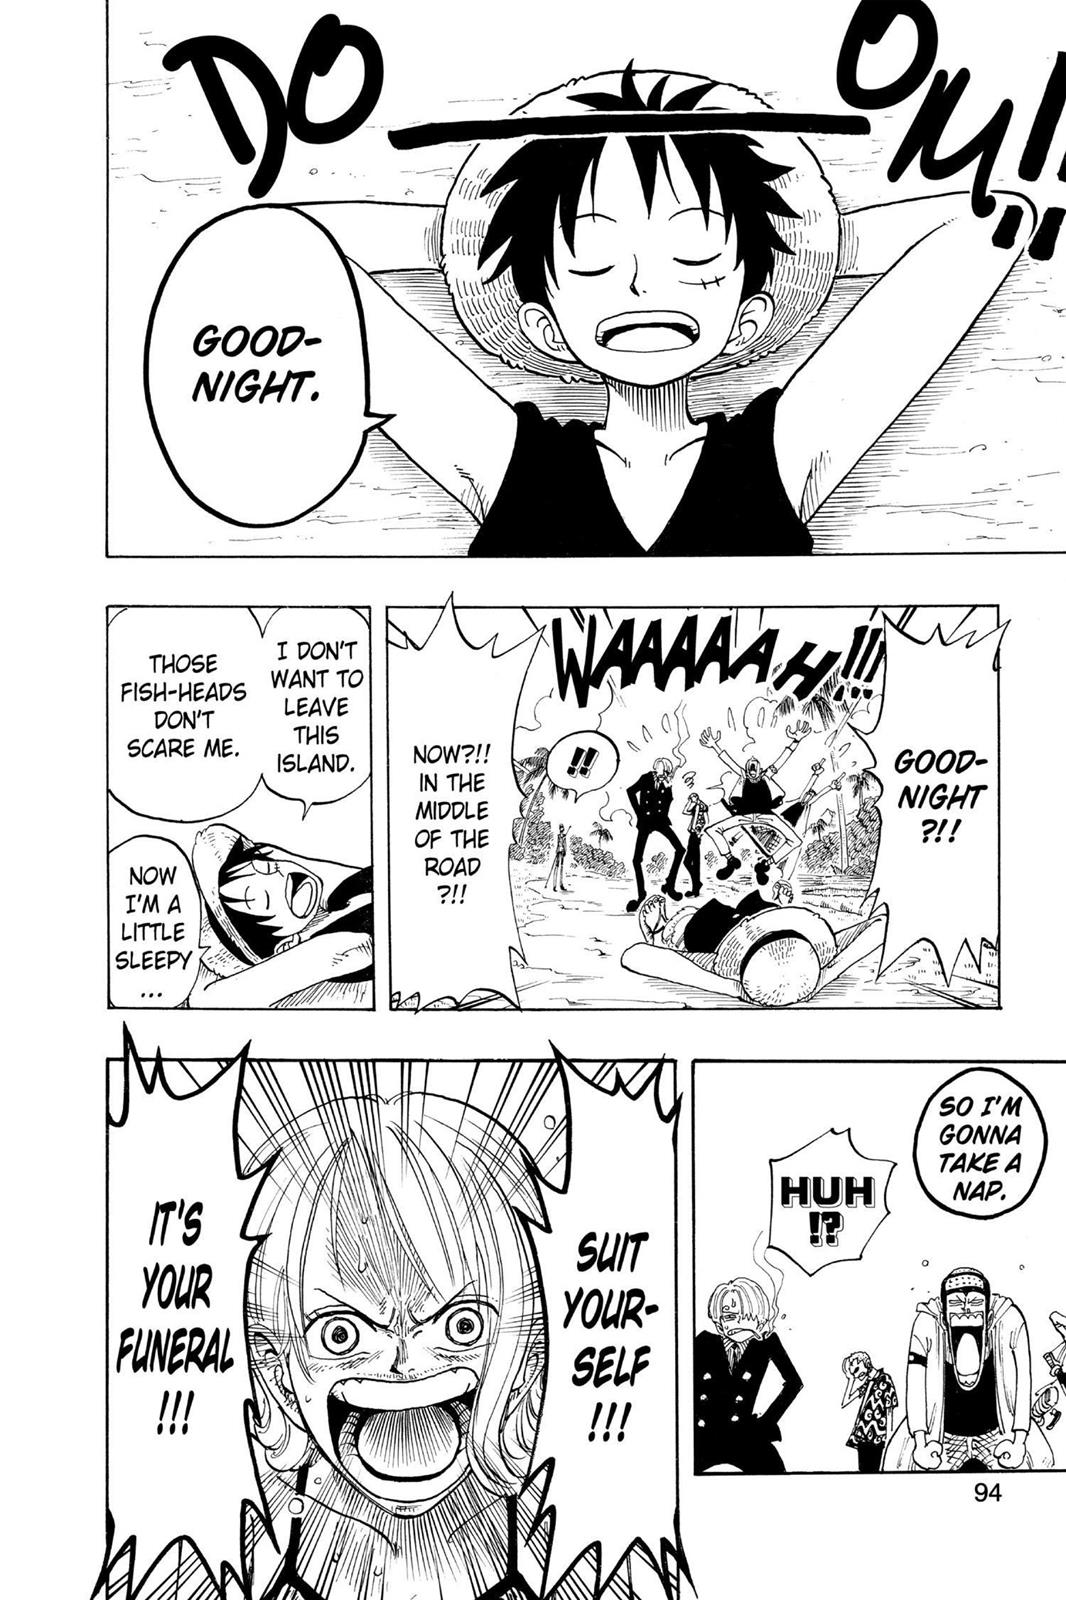 DO OM!!
GOOD-
NIGHT.
GOOD-
NIGHT
?!!
WAAAAAH!!!
!!
NOW?!!
IN THE
MIDDLE
OF THE
ROAD
?!!
I DON'T
WANT TO
LEAVE
THIS
ISLAND.
THOSE
FISH-HEADS
DON'T
SCARE ME.
NOW
I'M A
LITTLE
SLEEPY
...
SO I'M
GONNA
TAKE A
NAP.
HUH
!?
SUIT
YOUR-
SELF
!!!
IT'S
YOUR
FUNERAL
!!!
94